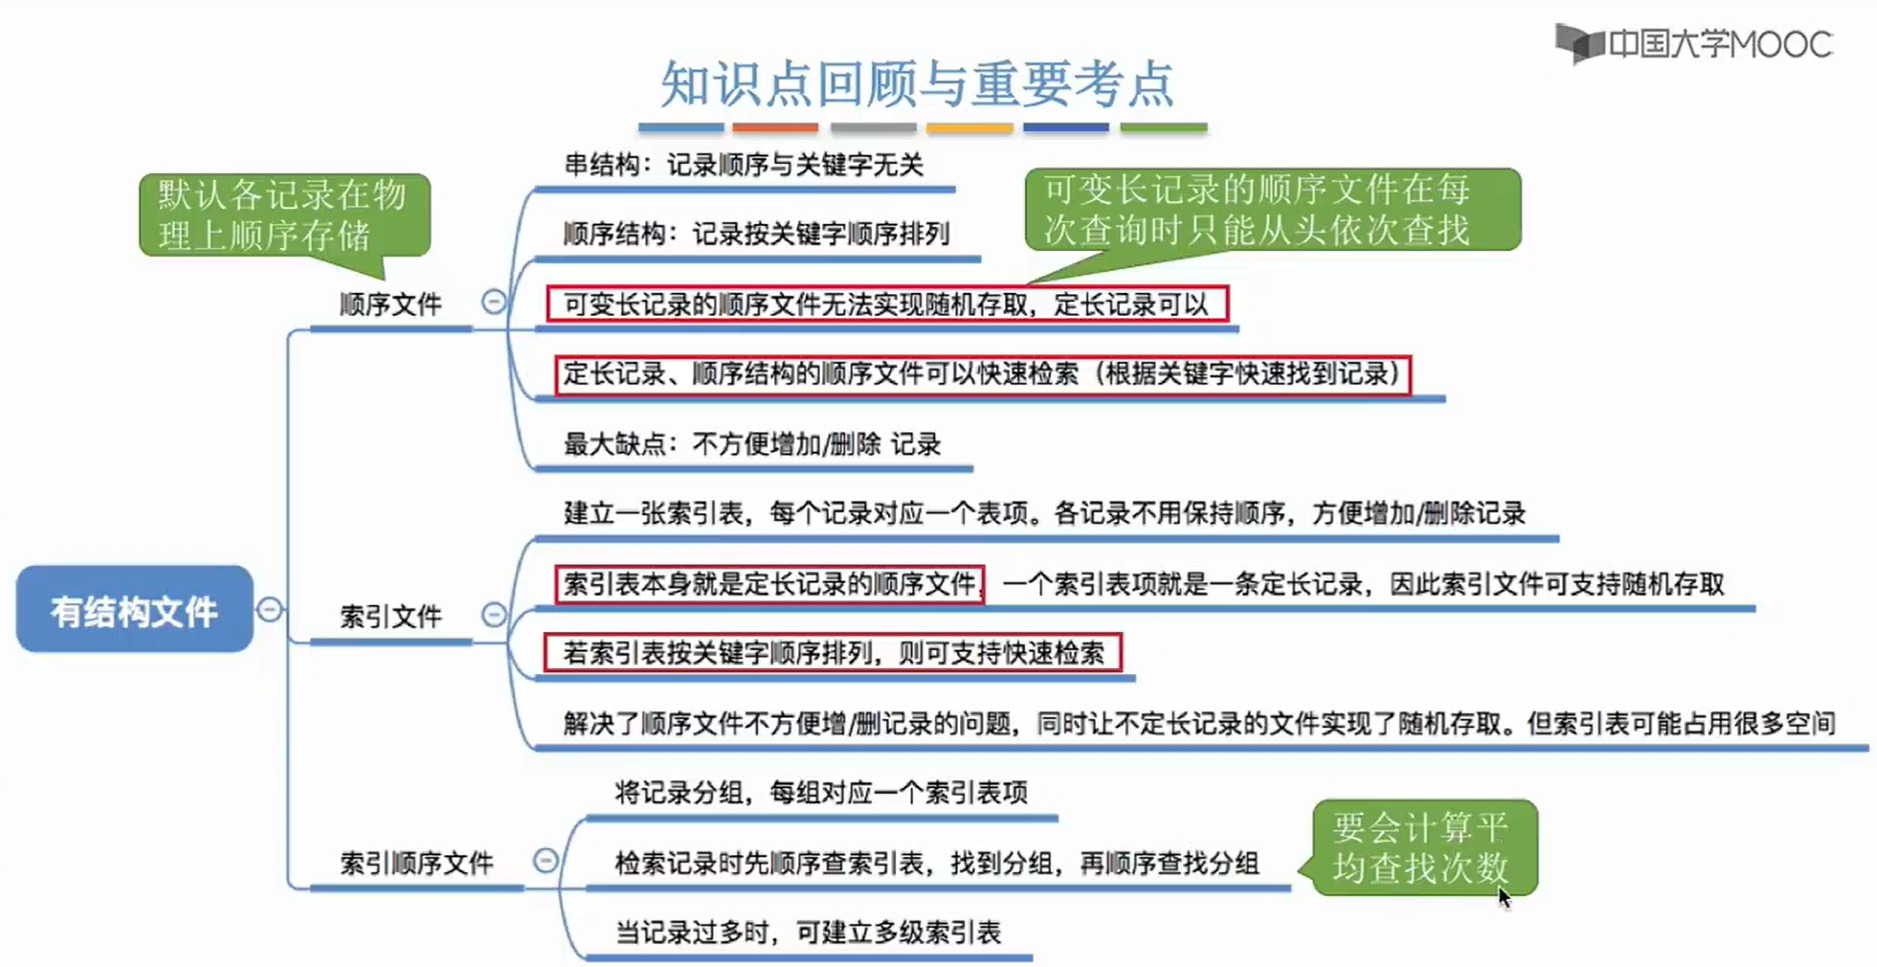 中国大学MOOC
知识点回顾与重要考点
默认各记录在物
理上顺序存储
串结构：记录顺序与关键字无关
可变长记录的顺序文件在每
次查询时只能从头依次查找
顺序结构：记录按关键字顺序排列
顺序文件
可变长记录的顺序文件无法实现随机存取，定长记录可以
定长记录、顺序结构的顺序文件可以快速检索（根据关键字快速找到记录）
最大缺点：不方便增加/删除 记录
建立一张索引表，每个记录对应一个表项。各记录不用保持顺序，方便增加/删除记录
有结构文件
索引文件
索引表本身就是定长记录的顺序文件，一个索引表项就是一条定长记录，因此索引文件可支持随机存取
若索引表按关键字顺序排列，则可支持快速检索
解决了顺序文件不方便增/删记录的问题，同时让不定长记录的文件实现了随机存取。但索引表可能占用很多空间
将记录分组，每组对应一个索引表项
索引顺序文件
检索记录时先顺序查索引表，找到分组，再顺序查找分组
要会计算平
均查找次数
当记录过多时，可建立多级索引表